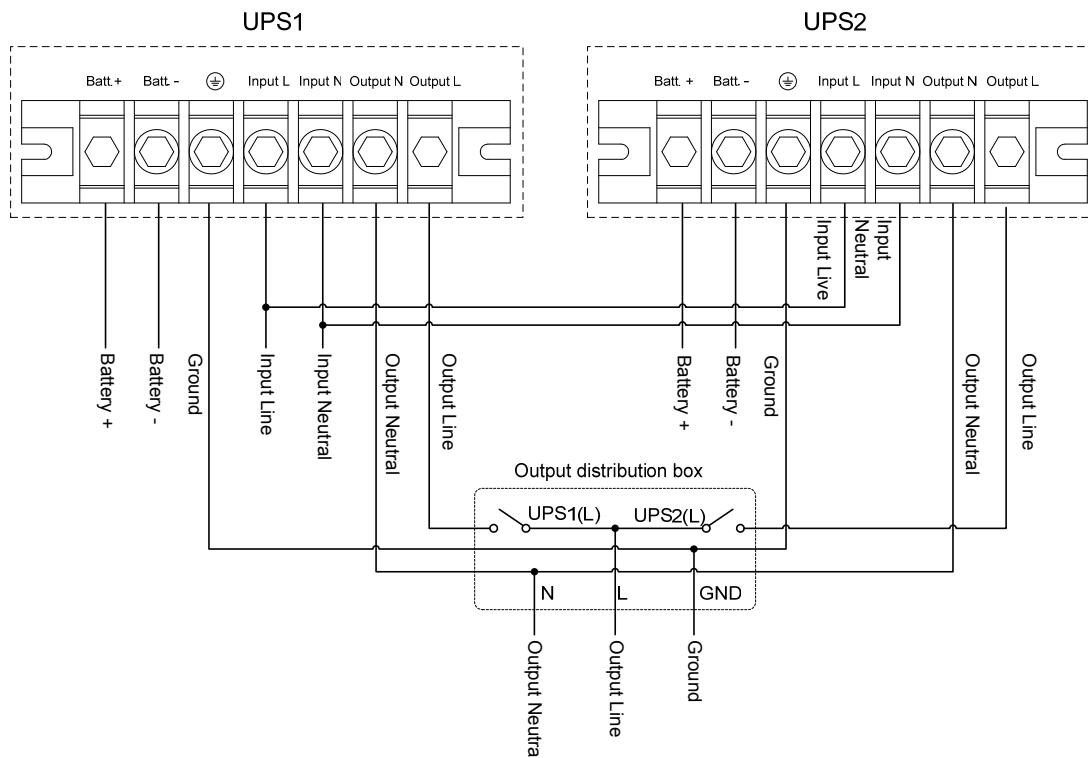 UPS1
UPS2
Batt. +
Batt. -
Input L
Input N
Output N
Output L
Batt. +
Batt. -
Input L
Input N
Output N
Output L
Input Live
Input
Neutral
Battery +
Battery -
Ground
Input Line
Input Neutral
Output Neutral
Output Line
Battery +
Battery -
Ground
Output Neutral
Output Line
Output distribution box
UPS1(L)
UPS2(L)
N
L
GND
Output Neutra
Output Line
Ground